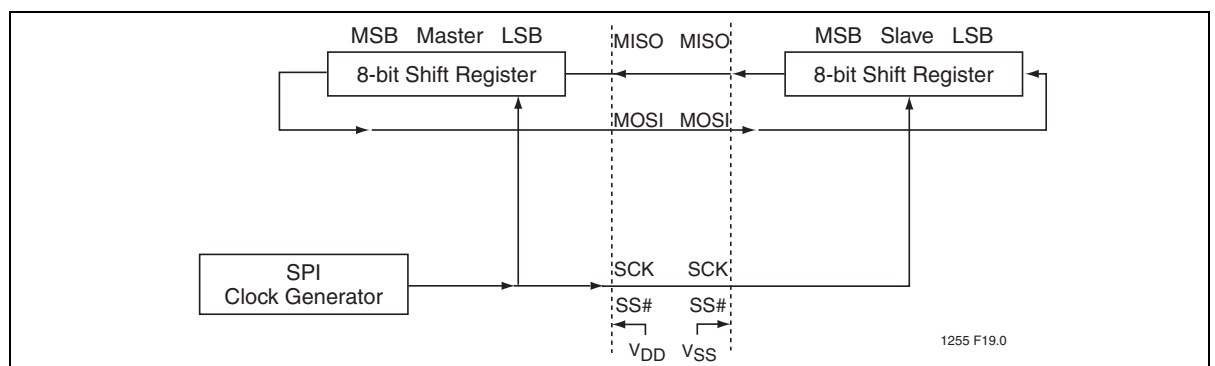 MSB Master LSB
MISO MISO
MSB Slave LSB
8-bit Shift Register
8-bit Shift Register
MOSI MOSI
SPI
Clock Generator
SCK SCK
SS# SS#
VDD VSS
1255 F19.0